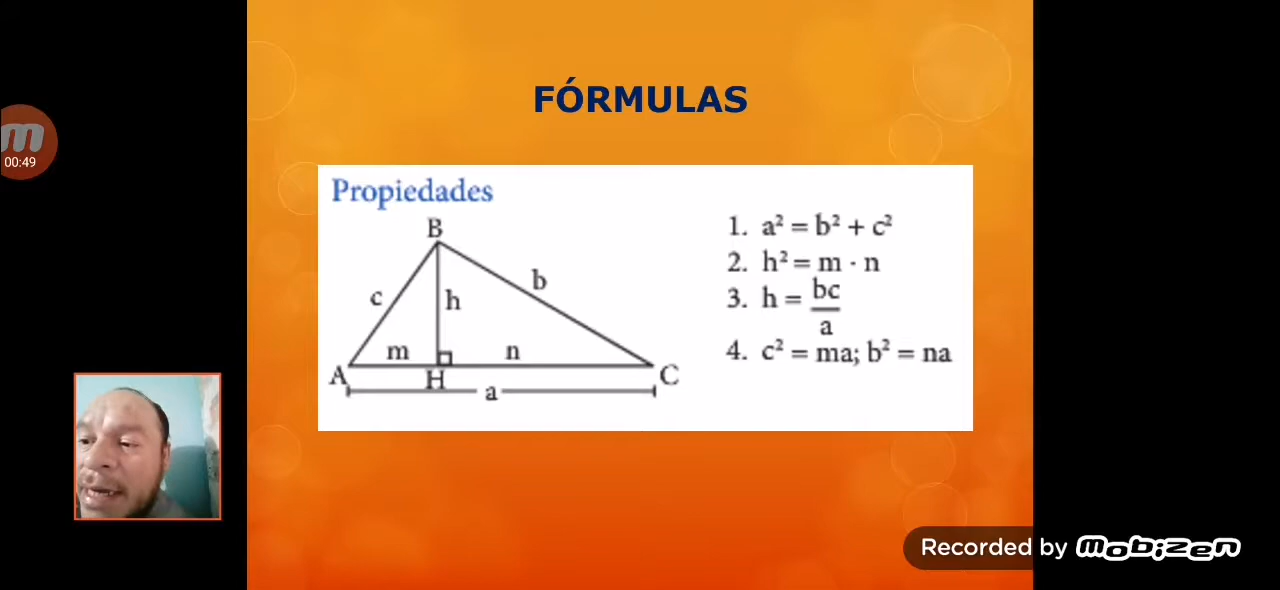 FÓRMULAS
m
00:49
Propiedades
B
c
h
b
m
n
A
H
C
a
1. a² = b² + c²
2. h² = m · n
3. h = bc
a
4. c² = ma; b² = na
Recorded by mobizen